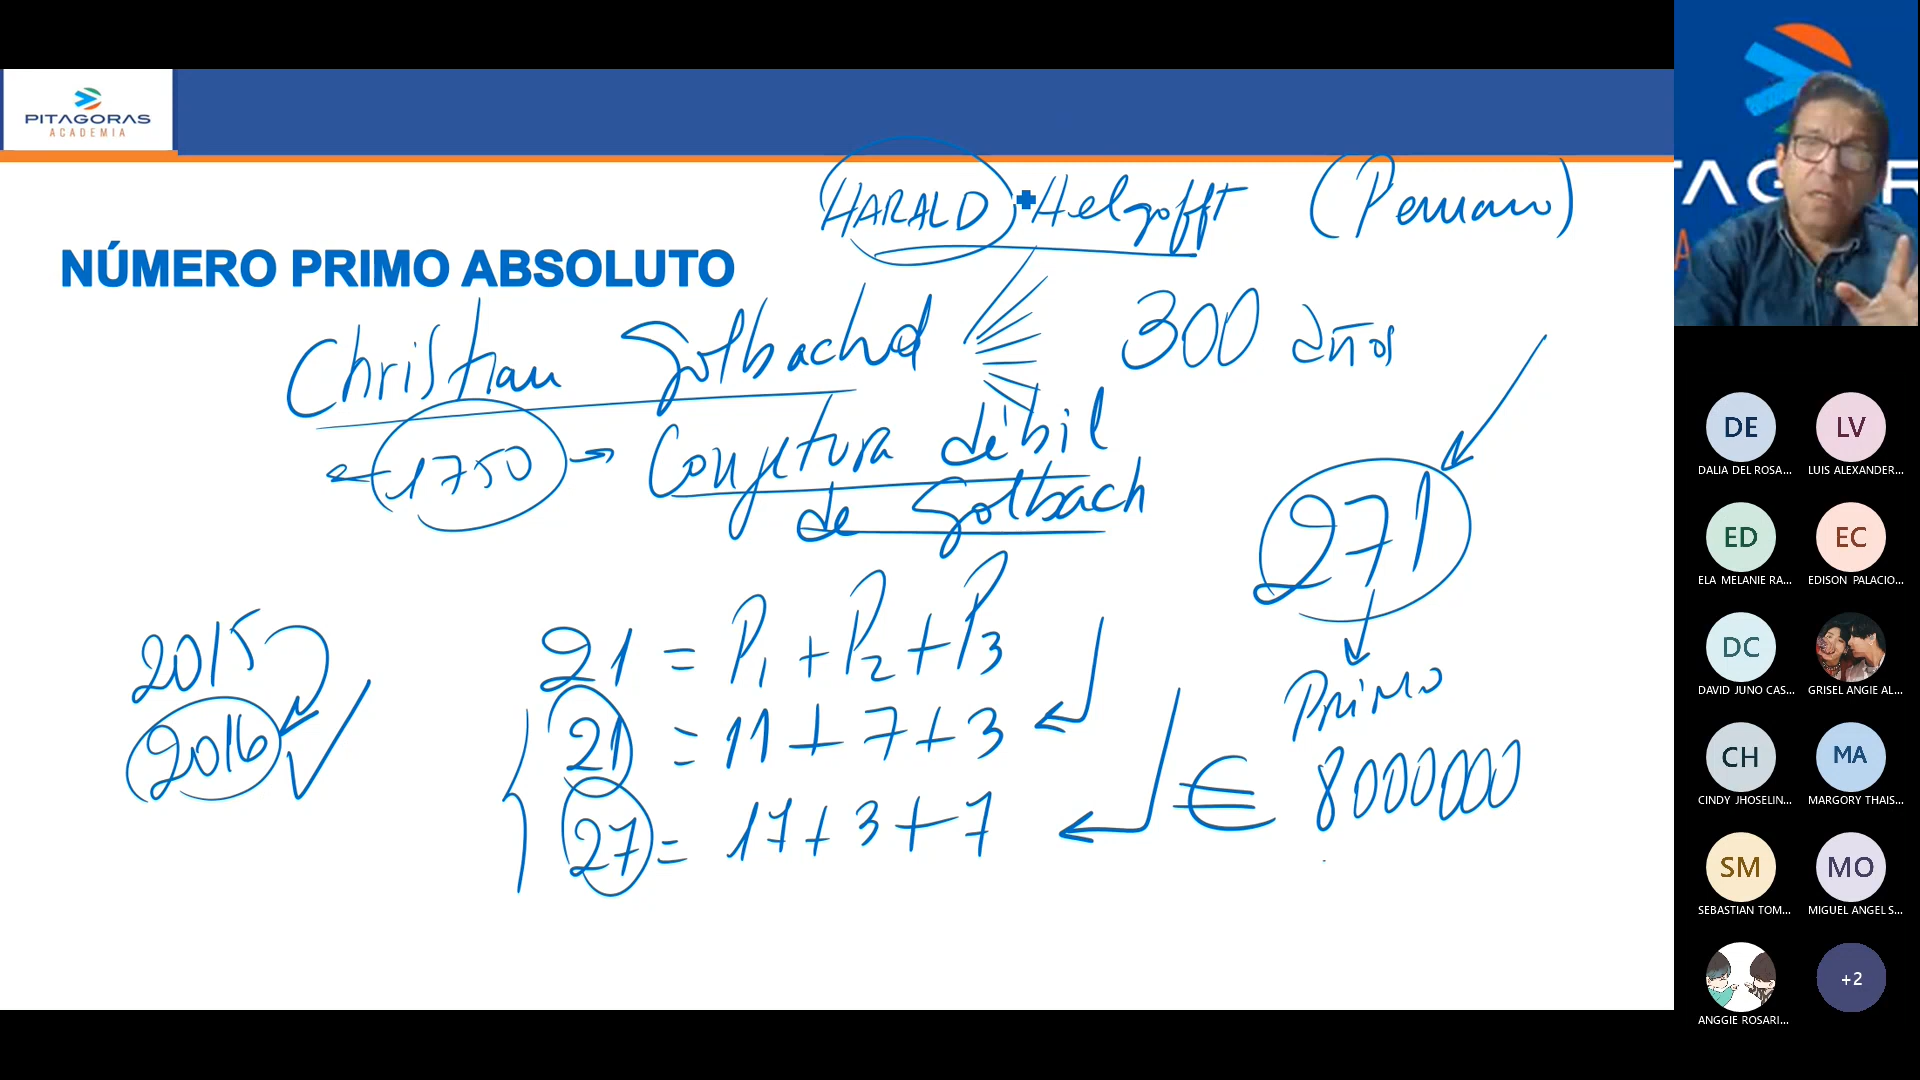 PITAGORAS
ACADEMIA
HARALD Helgofft (Peruano)
NÚMERO PRIMO ABSOLUTO
Christian Golbach 300 años
1750 → Conjetura débil
de Golbach
271
Primo
2015
2016
21 = P1 + P2 + P3
21 = 11 + 7 + 3
27 = 17 + 3 + 7
€ 8000000
TAGOR
A
DE
DALIA DEL ROSA...
LV
LUIS ALEXANDER...
ED
ELA MELANIE RA...
EC
EDISON PALACIO...
DC
DAVID JUNO CAS...
GRISEL ANGIE AL...
CH
CINDY JHOSELIN...
MA
MARGORY THAIS...
SM
SEBASTIAN TOM...
MO
MIGUEL ANGEL S...
ANGGIE ROSARI...
+2